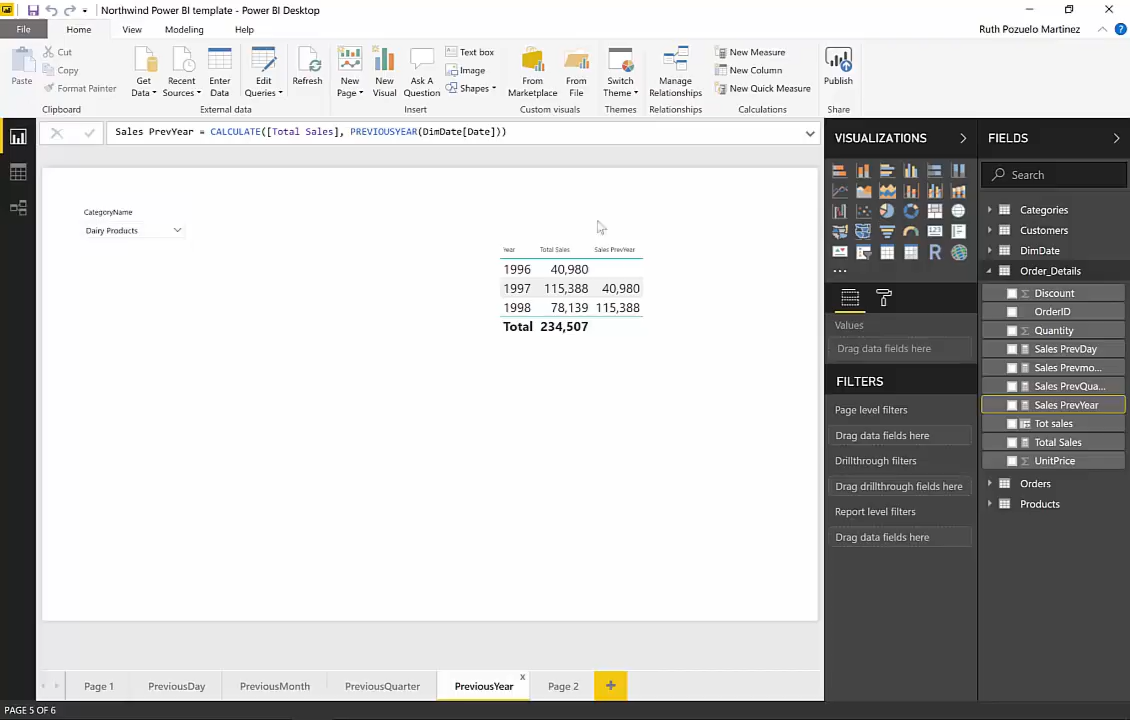 Northwind Power BI template - Power BI Desktop
File
Home
View
Modeling
Help
Ruth Pozuelo Martinez
Paste
Cut
Copy
Format Painter
Clipboard
Get Data
Recent Sources
Enter Data
Edit Queries
External data
Refresh
New Page
New Visual
Ask A Question
Text box
Image
Shapes
Insert
From Marketplace
From File
Custom visuals
Switch Theme
Themes
Manage Relationships
Relationships
New Measure
New Column
New Quick Measure
Calculations
Publish
Share
Sales PrevYear = CALCULATE([Total Sales], PREVIOUSYEAR(DimDate[Date]))
CategoryName
Dairy Products
Year Total Sales Sales PrevYear
1996 40,980
1997 115,388 40,980
1998 78,139 115,388
Total 234,507
VISUALIZATIONS
R
123
Values
Drag data fields here
FILTERS
Page level filters
Drag data fields here
Drillthrough filters
Drag drillthrough fields here
Report level filters
Drag data fields here
FIELDS
Search
Categories
Customers
DimDate
Order_Details
Σ Discount
OrderID
Σ Quantity
Sales PrevDay
Sales Prevmo...
Sales PrevQua...
Sales PrevYear
Tot sales
Total Sales
Σ UnitPrice
Orders
Products
Page 1
PreviousDay
PreviousMonth
PreviousQuarter
PreviousYear
x
Page 2
+
PAGE 5 OF 6